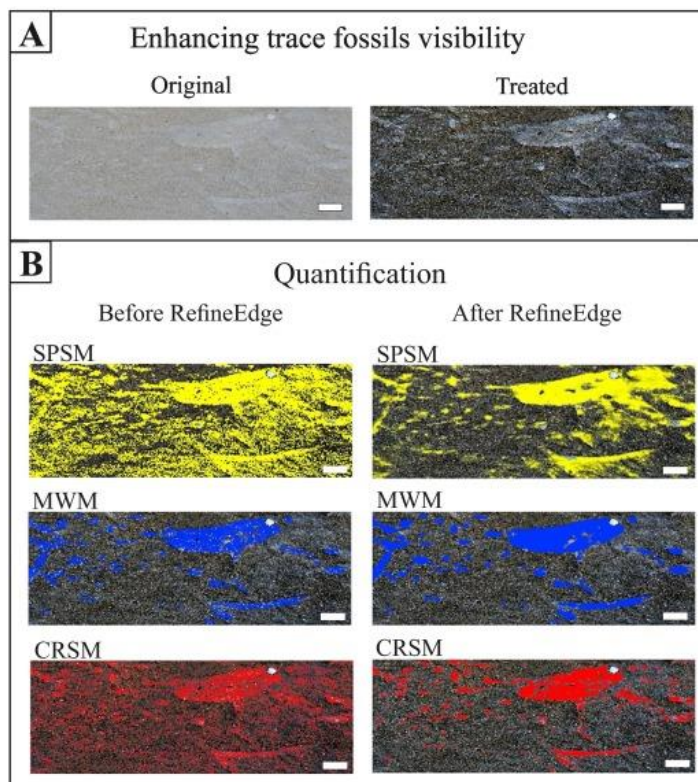 A
Enhancing trace fossils visibility
Original Treated
B
Quantification
Before RefineEdge After RefineEdge
SPSM SPSM
MWM MWM
CRSM CRSM